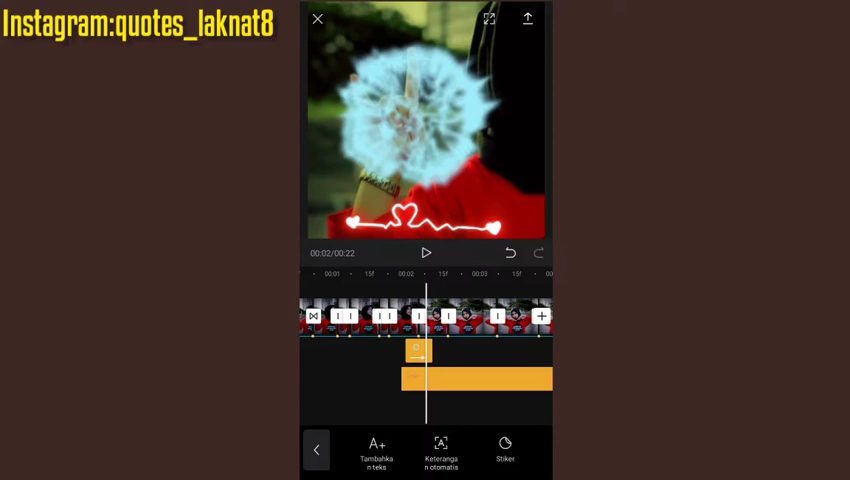 Instagram:quotes_laknat8
00:02/00:22
00:01 15f 00:02 15f 00:03 15f 00
A+
Tambahka
n teks
A
Keteranga
n otomatis
Stiker